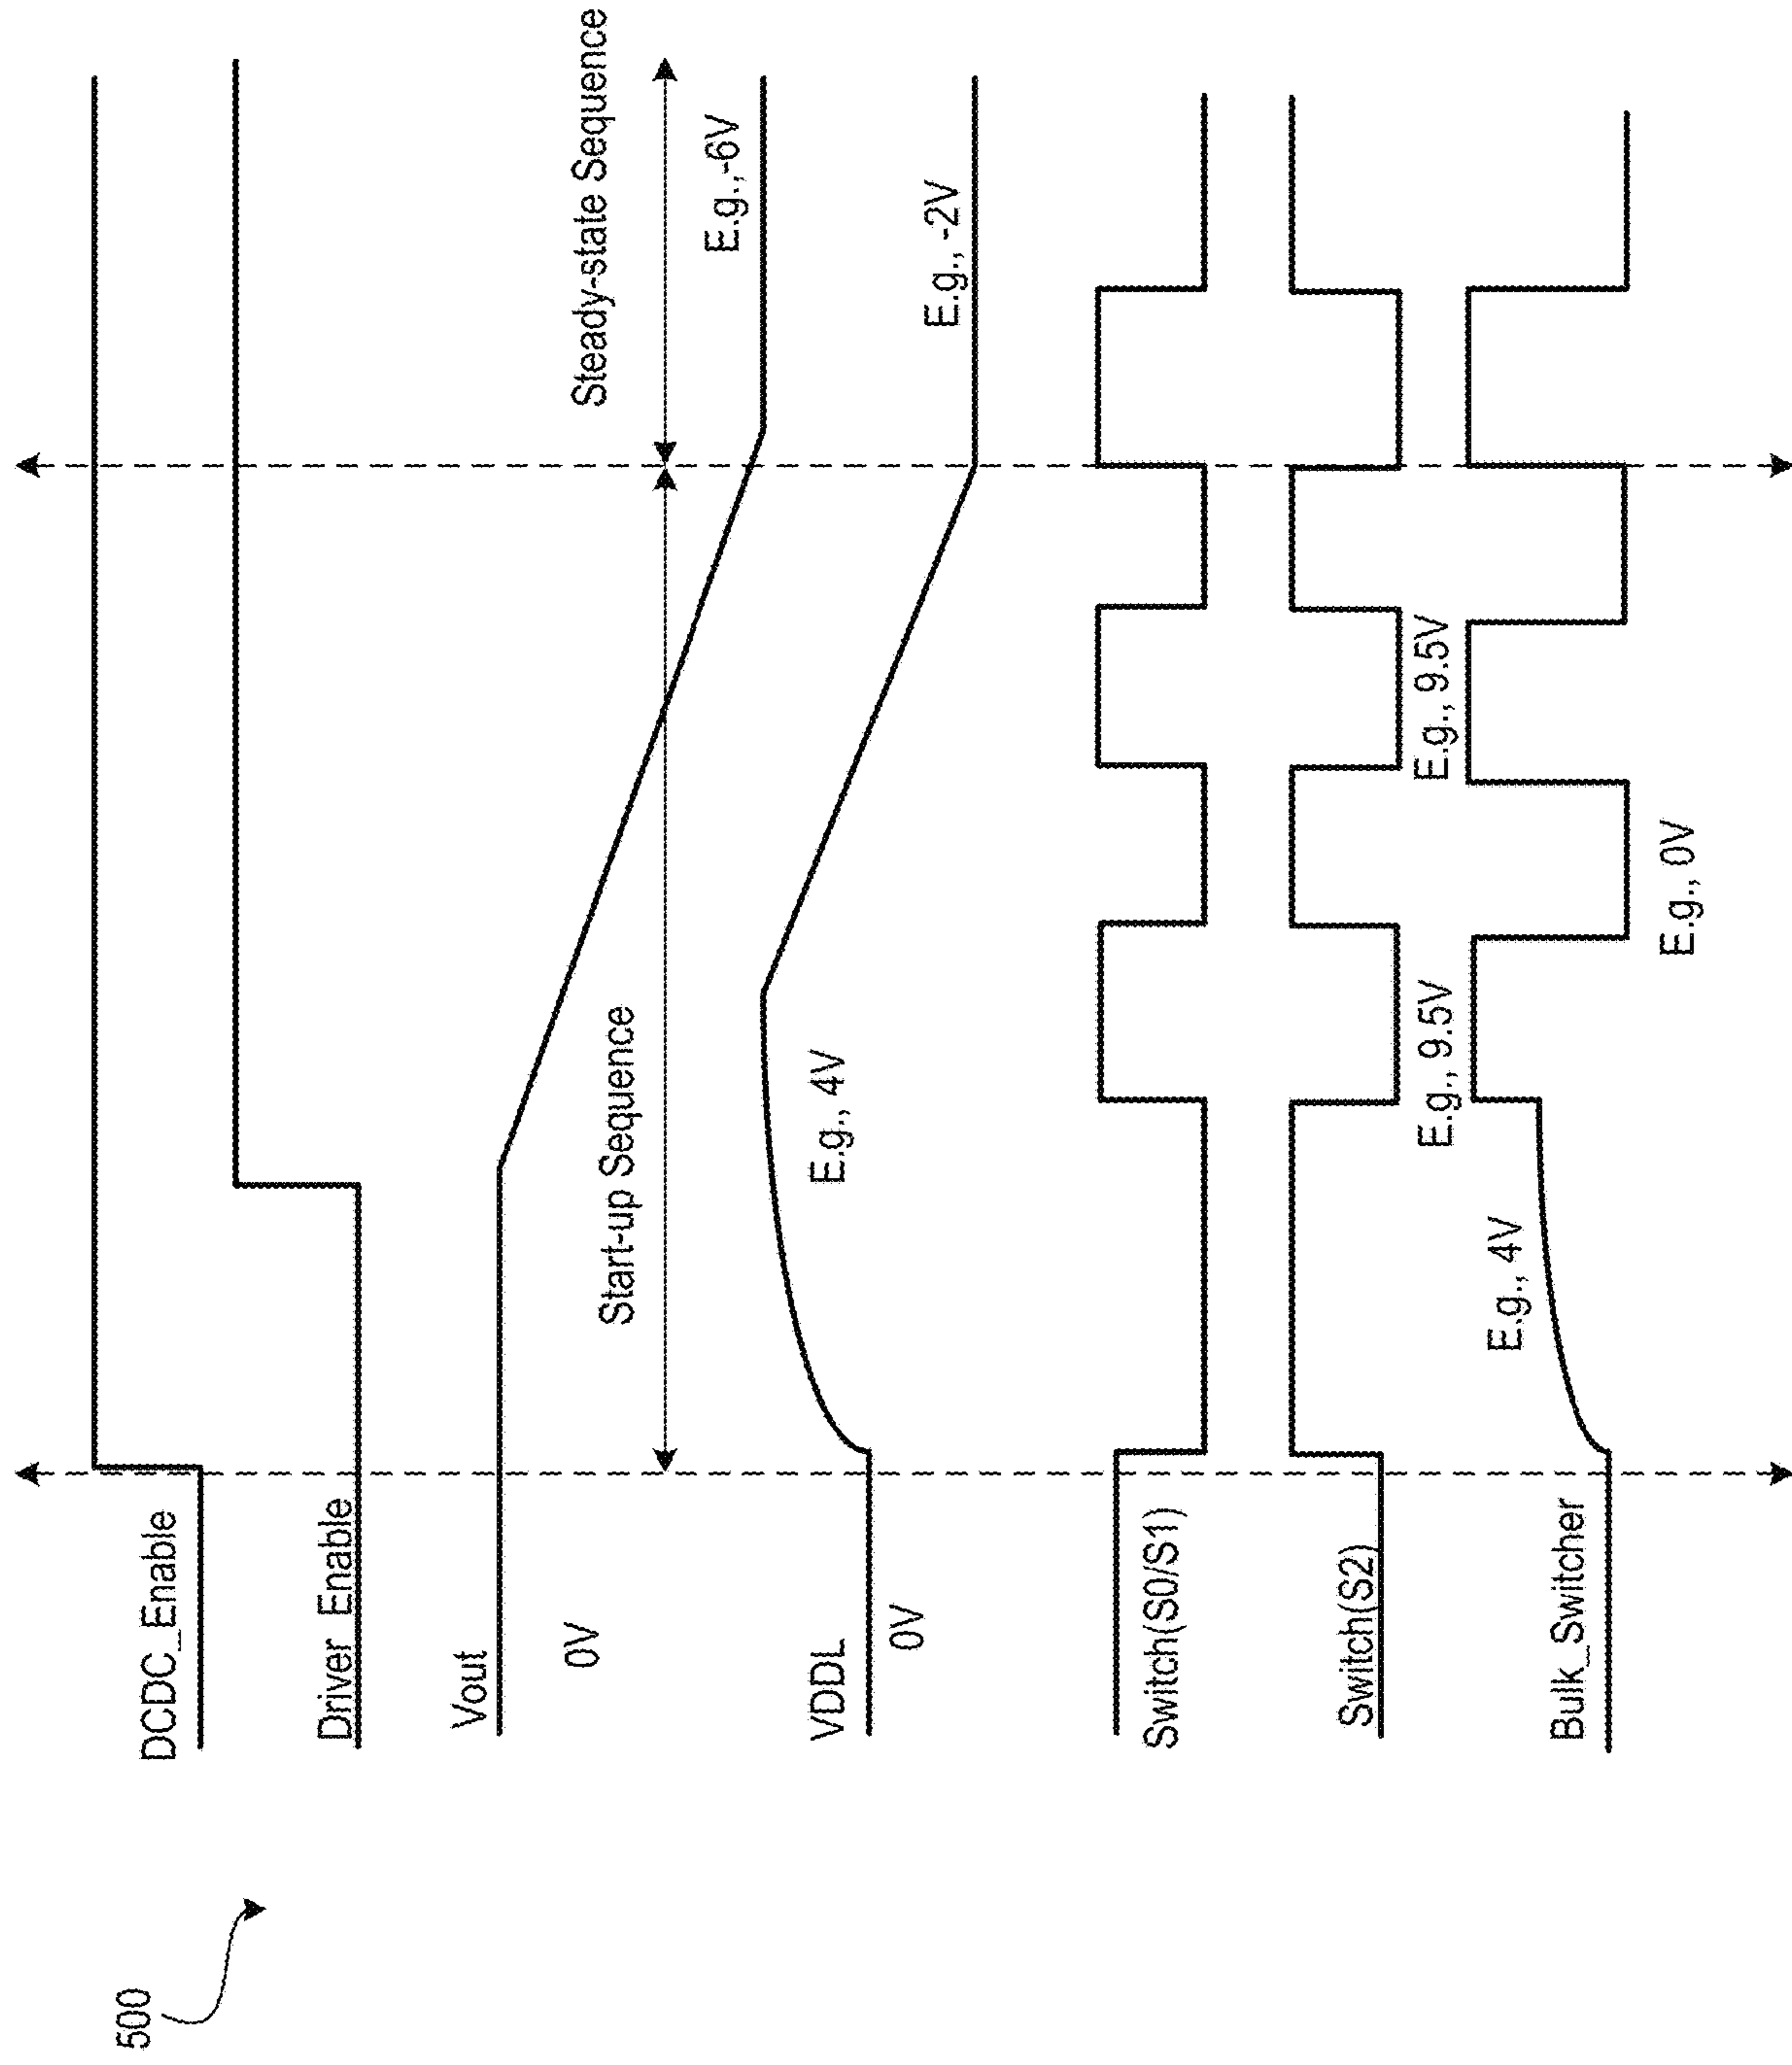 500
DCDC_Enable
Driver_Enable
Vout
0V
Start-up Sequence
Steady-state Sequence
E.g.,-6V
VDDL
0V
E.g., 4V
E.g., -2V
Switch(S0/S1)
Switch(S2)
E.g., 9.5V
E.g., 9.5V
Bulk_Switcher
E.g., 4V
E.g., 0V